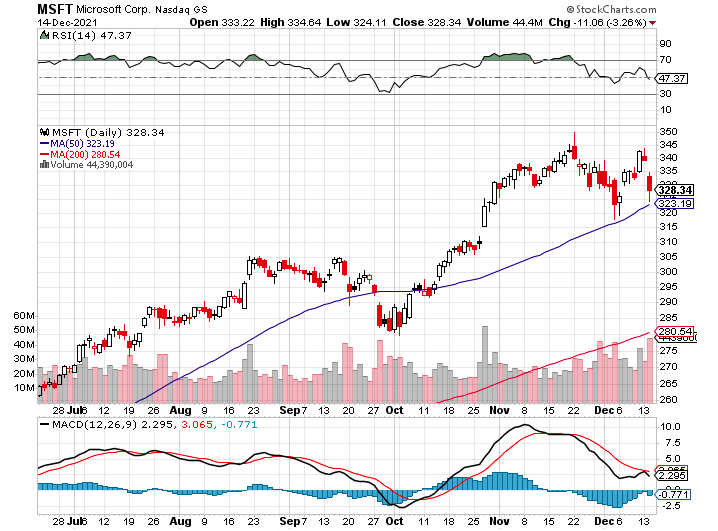 MSFT Microsoft Corp. Nasdaq GS © StockCharts.com
14-Dec-2021 Open 333.22 High 334.64 Low 324.11 Close 328.34 Volume 44.4M Chg -11.06 (-3.26%)
RSI(14) 47.37
90
70
47.37
30
10
MSFT (Daily) 328.34
MA(50) 323.19
MA(200) 280.54
Volume 44,390,004
350
345
340
335
330
328.34
323.19
320
315
310
305
300
295
290
285
280.54
275
270
265
260
60M
50M
40M
30M
20M
10M
28 Jul 6 12 19 26 Aug 9 16 23 Sep 7 13 20 27 Oct 11 18 25 Nov 8 15 22 Dec 6 13
MACD(12,26,9) 2.295, 3.065, -0.771
10.0
7.5
5.0
2.295
-0.771
-2.5
28 Jul 6 12 19 26 Aug 9 16 23 Sep 7 13 20 27 Oct 11 18 25 Nov 8 15 22 Dec 6 13